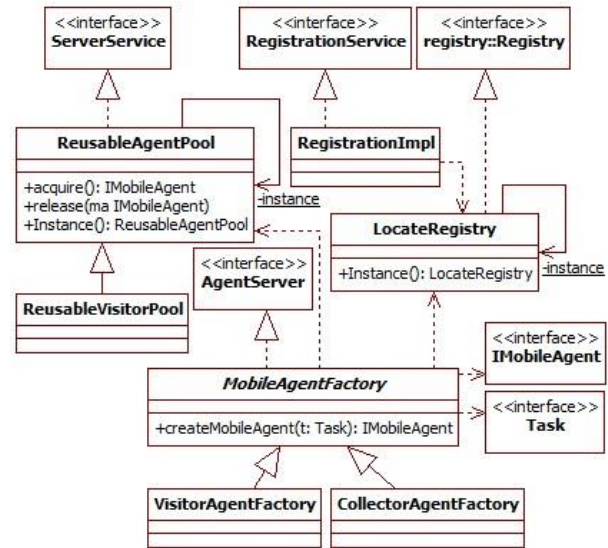 <<interface>>
ServerService
<<interface>>
RegistrationService
<<interface>>
registry::Registry
ReusableAgentPool
+acquire(): IMobileAgent
+release(ma IMobileAgent)
+Instance(): ReusableAgentPool
-instance
RegistrationImpl
LocateRegistry
+Instance(): LocateRegistry
-instance
ReusableVisitorPool
<<interface>>
AgentServer
<<interface>>
IMobileAgent
MobileAgentFactory
+createMobileAgent(t: Task): IMobileAgent
<<interface>>
Task
VisitorAgentFactory
CollectorAgentFactory